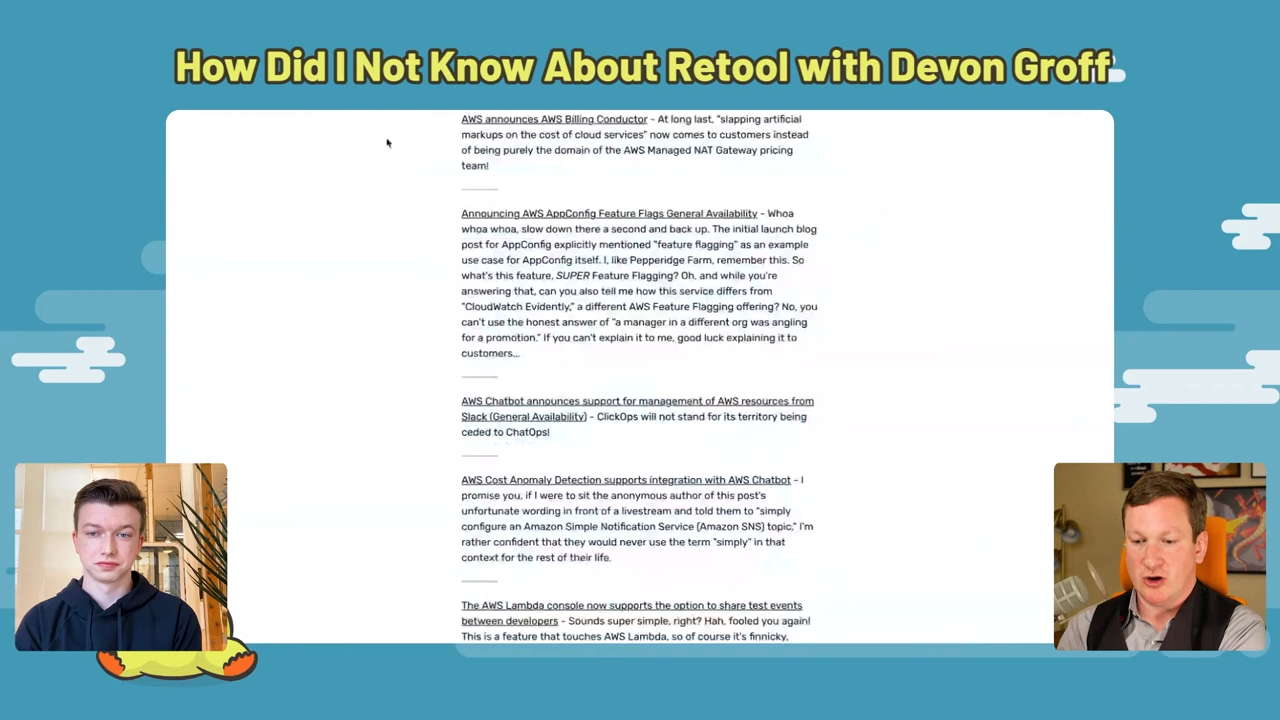 How Did I Not Know About Retool with Devon Groff
AWS announces AWS Billing Conductor - At long last, "slapping artificial
markups on the cost of cloud services" now comes to customers instead
of being purely the domain of the AWS Managed NAT Gateway pricing
team!
Announcing AWS AppConfig Feature Flags General Availability - Whoa
whoa whoa, slow down there a second and back up. The initial launch blog
post for AppConfig explicitly mentioned "feature flagging" as an example
use case for AppConfig itself. I, like Pepperidge Farm, remember this. So
what's this feature, SUPER Feature Flagging? Oh, and while you're
answering that, can you also tell me how this service differs from
"CloudWatch Evidently," a different AWS Feature Flagging offering? No, you
can't use the honest answer of "a manager in a different org was angling
for a promotion." If you can't explain it to me, good luck explaining it to
customers...
AWS Chatbot announces support for management of AWS resources from
Slack (General Availability) - ClickOps will not stand for its territory being
ceded to ChatOps!
AWS Cost Anomaly Detection supports integration with AWS Chatbot - I
promise you, if I were to sit the anonymous author of this post's
unfortunate wording in front of a livestream and told them to "simply
configure an Amazon Simple Notification Service (Amazon SNS) topic," I'm
rather confident that they would never use the term "simply" in that
context for the rest of their life.
The AWS Lambda console now supports the option to share test events
between developers - Sounds super simple, right? Hah, fooled you again!
This is a feature that touches AWS Lambda, so of course it's finnicky,